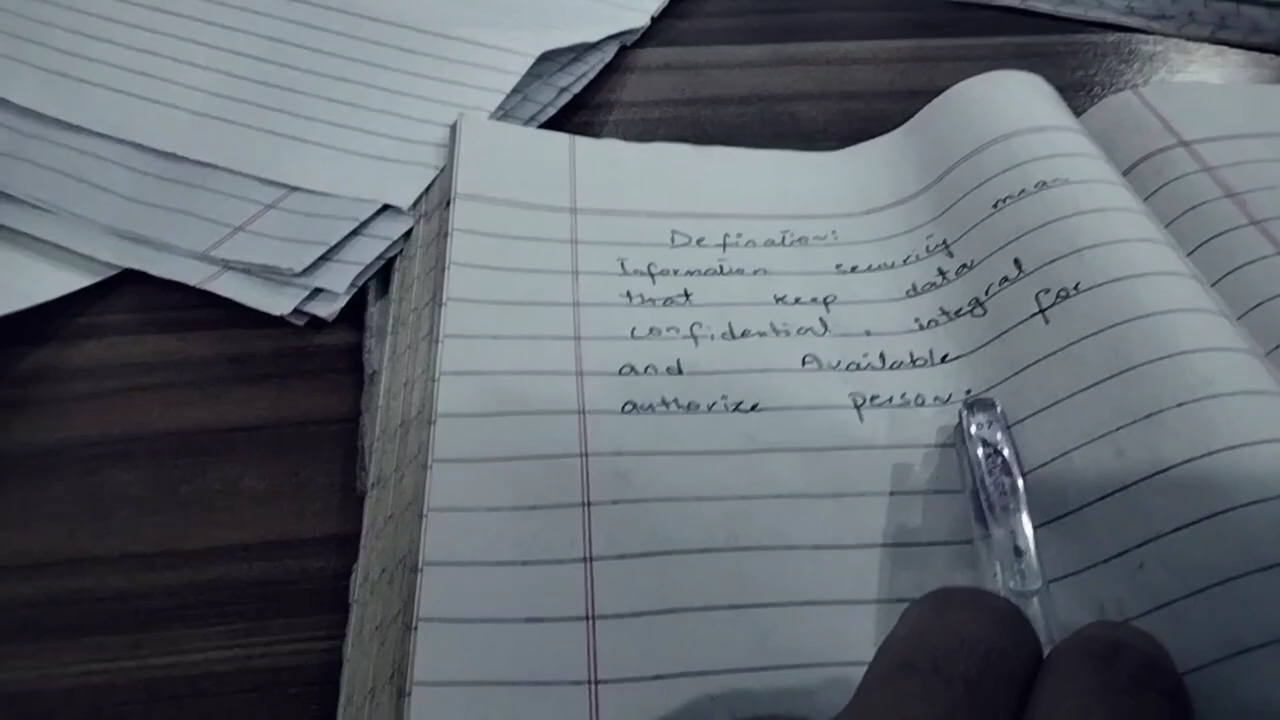 Defination:
Information security mean
that keep data
confidential, integral
and Available for
authorize person.